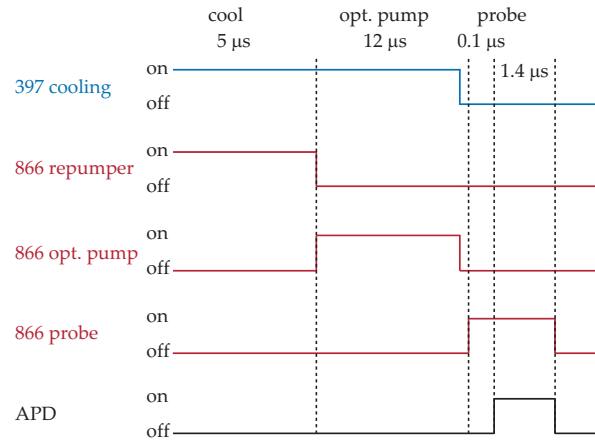 cool opt. pump probe
5 μs 12 μs 0.1 μs
1.4 μs
397 cooling on
off
866 repumper on
off
866 opt. pump on
off
866 probe on
off
APD on
off